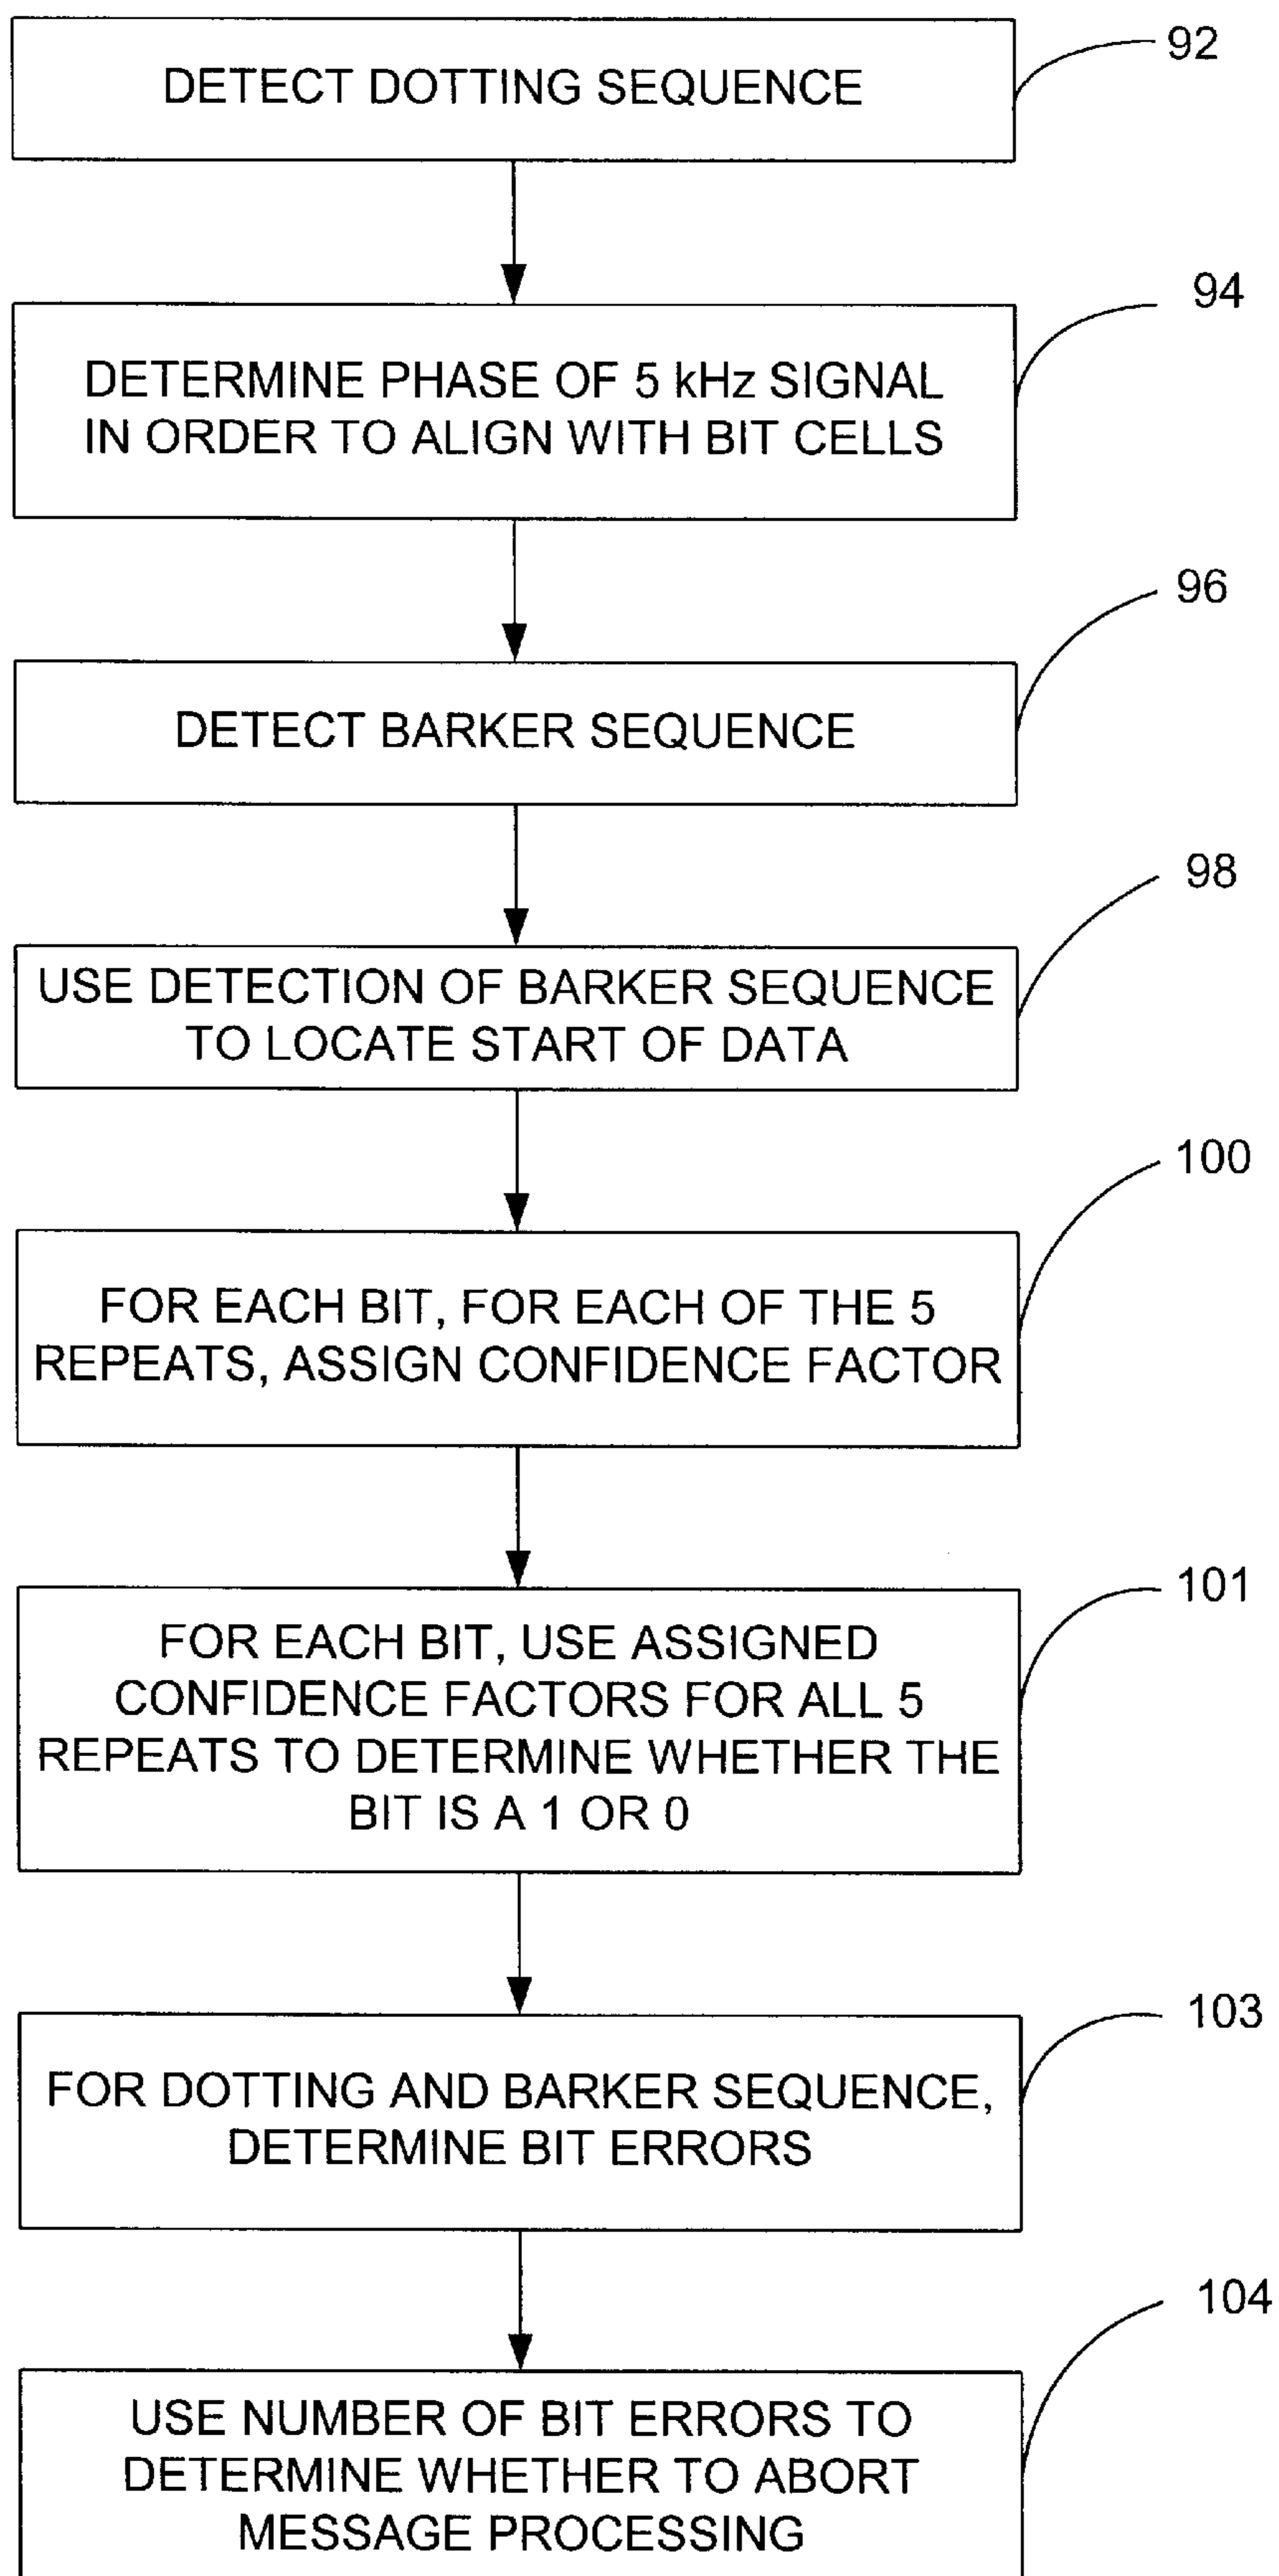 DETECT DOTTING SEQUENCE
92
DETERMINE PHASE OF 5 kHz SIGNAL
IN ORDER TO ALIGN WITH BIT CELLS
94
DETECT BARKER SEQUENCE
96
USE DETECTION OF BARKER SEQUENCE
TO LOCATE START OF DATA
98
FOR EACH BIT, FOR EACH OF THE 5
REPEATS, ASSIGN CONFIDENCE FACTOR
100
FOR EACH BIT, USE ASSIGNED
CONFIDENCE FACTORS FOR ALL 5
REPEATS TO DETERMINE WHETHER THE
BIT IS A 1 OR 0
101
FOR DOTTING AND BARKER SEQUENCE,
DETERMINE BIT ERRORS
103
USE NUMBER OF BIT ERRORS TO
DETERMINE WHETHER TO ABORT
MESSAGE PROCESSING
104